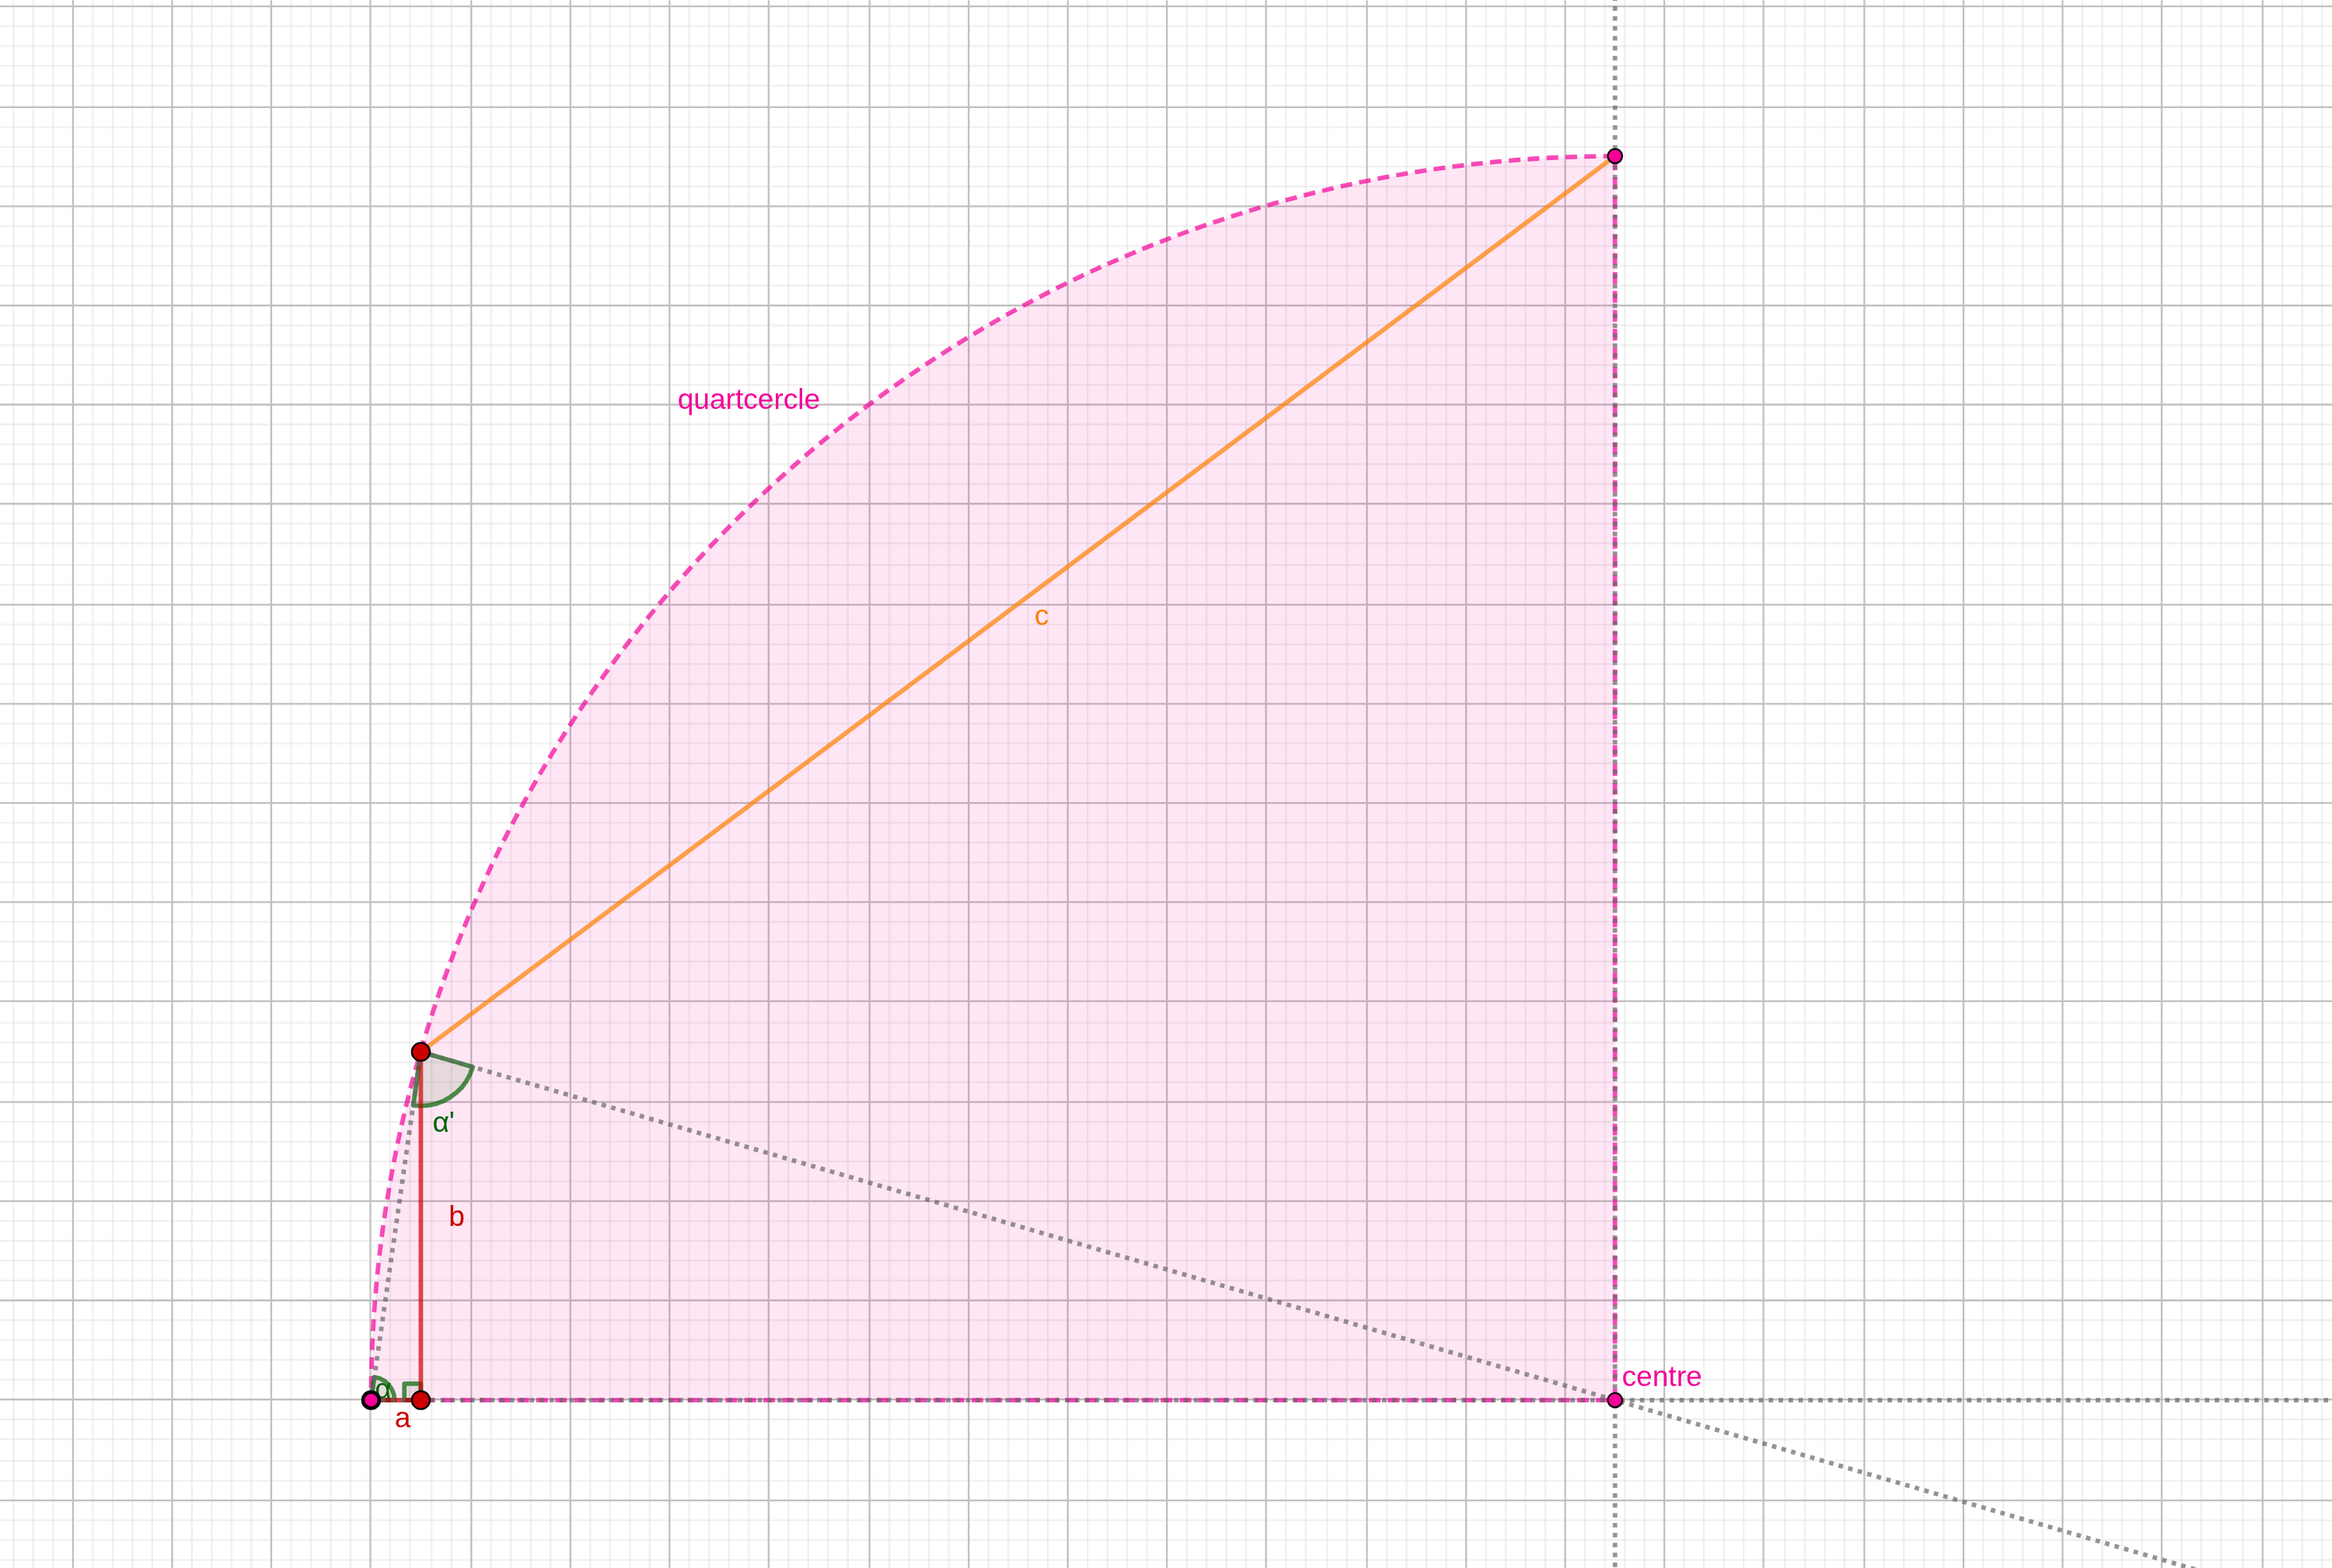 quartcercle
c
α'
b
centre
α
a